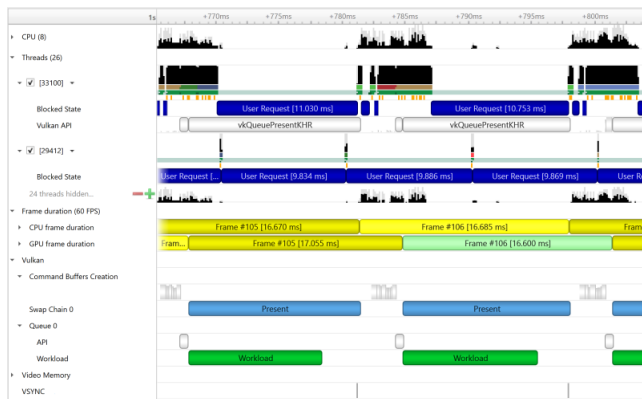 1s +770ms +775ms +780ms +785ms +790ms +795ms +800ms
CPU (8)
Threads (26)
[33100]
Blocked State User Request [11.030 ms] User Request [10.753 ms]
Vulkan API vkQueuePresentKHR vkQueuePresentKHR
[29412]
Blocked State User Request [... User Request [9.834 ms] User Request [9.886 ms] User Request [9.869 ms] User R
24 threads hidden...
Frame duration (60 FPS)
CPU frame duration Frame #105 [16.670 ms] Frame #106 [16.685 ms] Fram
GPU frame duration Fram... Frame #105 [17.055 ms] Frame #106 [16.600 ms]
Vulkan
Command Buffers Creation
Swap Chain 0 Present Present
Queue 0
API
Workload Workload Workload
Video Memory
VSYNC